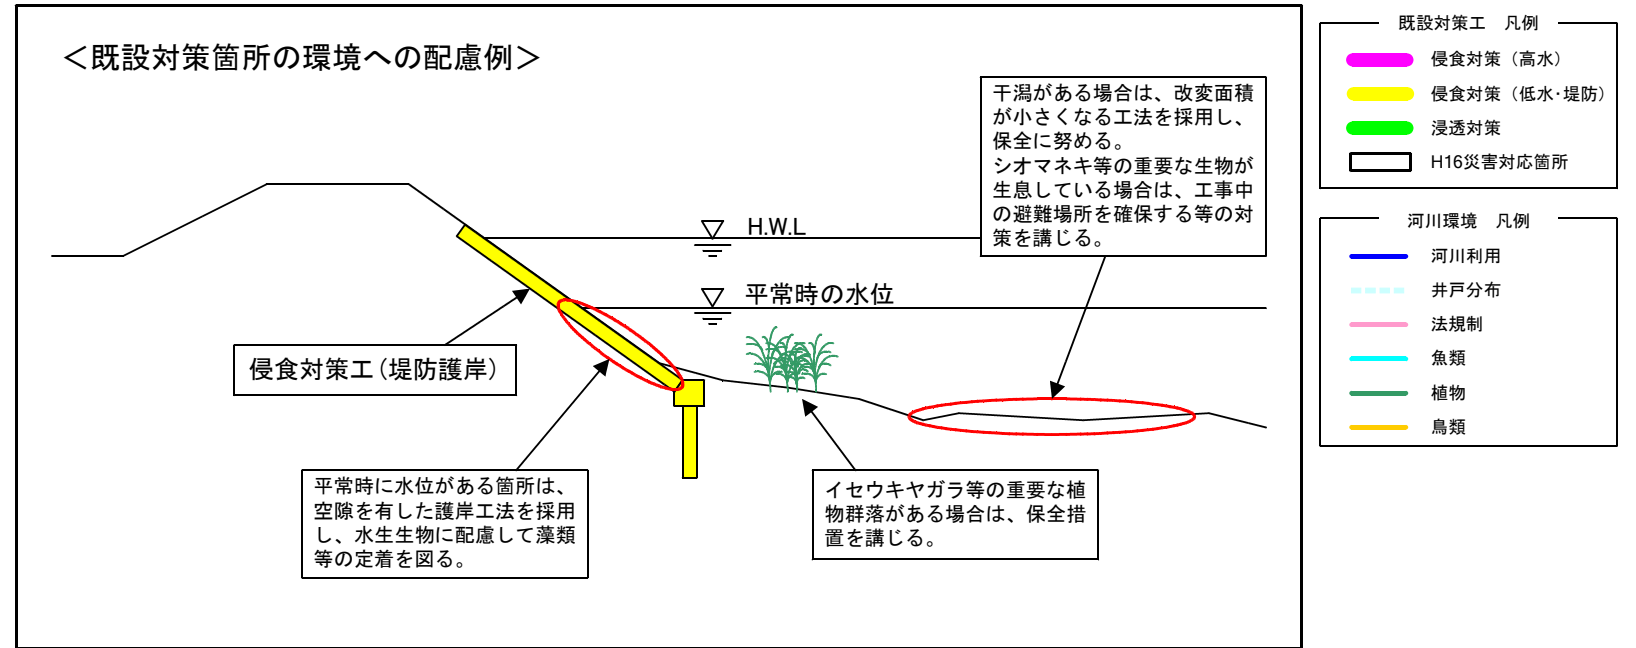 ＜既設対策箇所の環境への配慮例＞
干潟がある場合は、改変面積
が小さくなる工法を採用し、
保全に努める。
シオマネキ等の重要な生物が
生息している場合は、工事中
の避難場所を確保する等の対
策を講じる。
H.W.L
平常時の水位
侵食対策工(堤防護岸)
平常時に水位がある箇所は、
空隙を有した護岸工法を採用
し、水生生物に配慮して藻類
等の定着を図る。
イセウキヤガラ等の重要な植
物群落がある場合は、保全措
置を講じる。
既設対策工　凡例
侵食対策（高水）
侵食対策（低水・堤防）
浸透対策
H16災害対応箇所
河川環境　凡例
河川利用
井戸分布
法規制
魚類
植物
鳥類